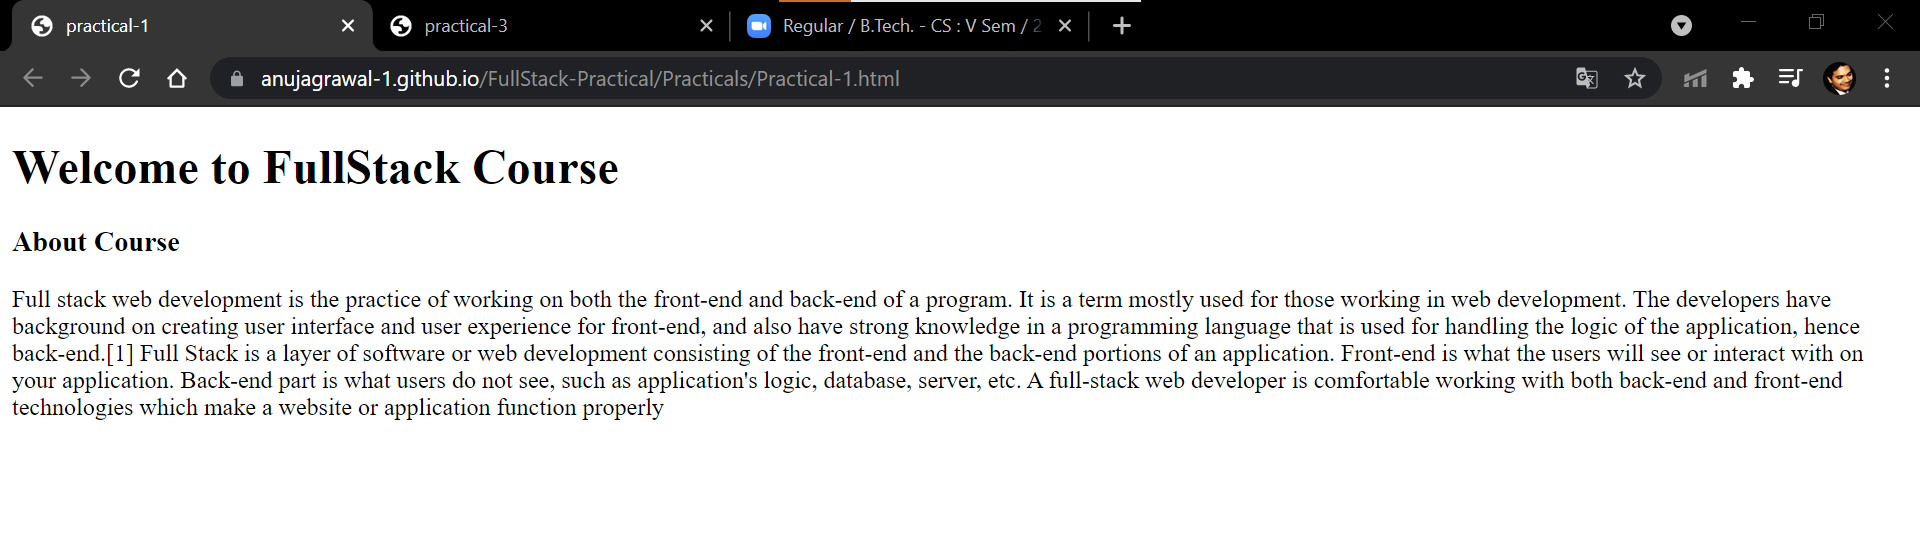 practical-1
practical-3
Regular / B.Tech. - CS : V Sem / 2
anujagrawal-1.github.io/FullStack-Practical/Practicals/Practical-1.html
Welcome to FullStack Course
About Course
Full stack web development is the practice of working on both the front-end and back-end of a program. It is a term mostly used for those working in web development. The developers have
background on creating user interface and user experience for front-end, and also have strong knowledge in a programming language that is used for handling the logic of the application, hence
back-end.[1] Full Stack is a layer of software or web development consisting of the front-end and the back-end portions of an application. Front-end is what the users will see or interact with on
your application. Back-end part is what users do not see, such as application's logic, database, server, etc. A full-stack web developer is comfortable working with both back-end and front-end
technologies which make a website or application function properly